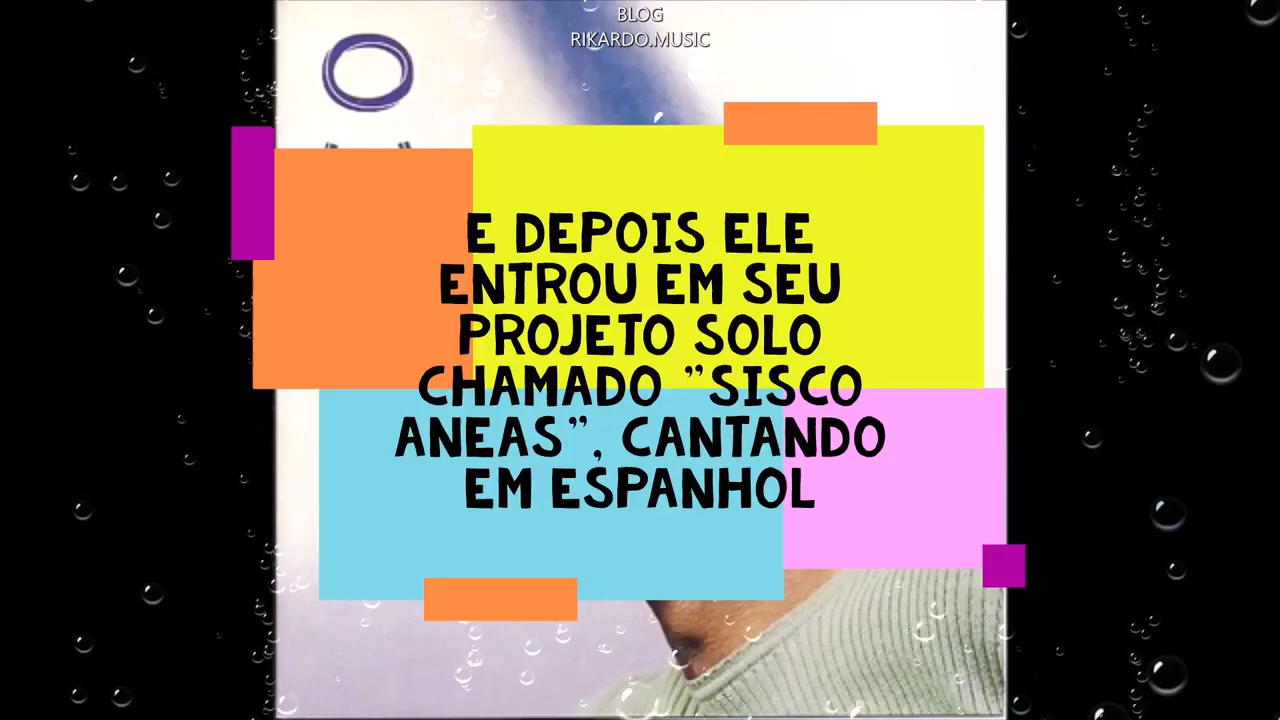 BLOG
RIKARDO.MUSIC
O
E DEPOIS ELE
ENTROU EM SEU
PROJETO SOLO
CHAMADO "SISCO
ANEAS", CANTANDO
EM ESPANHOL